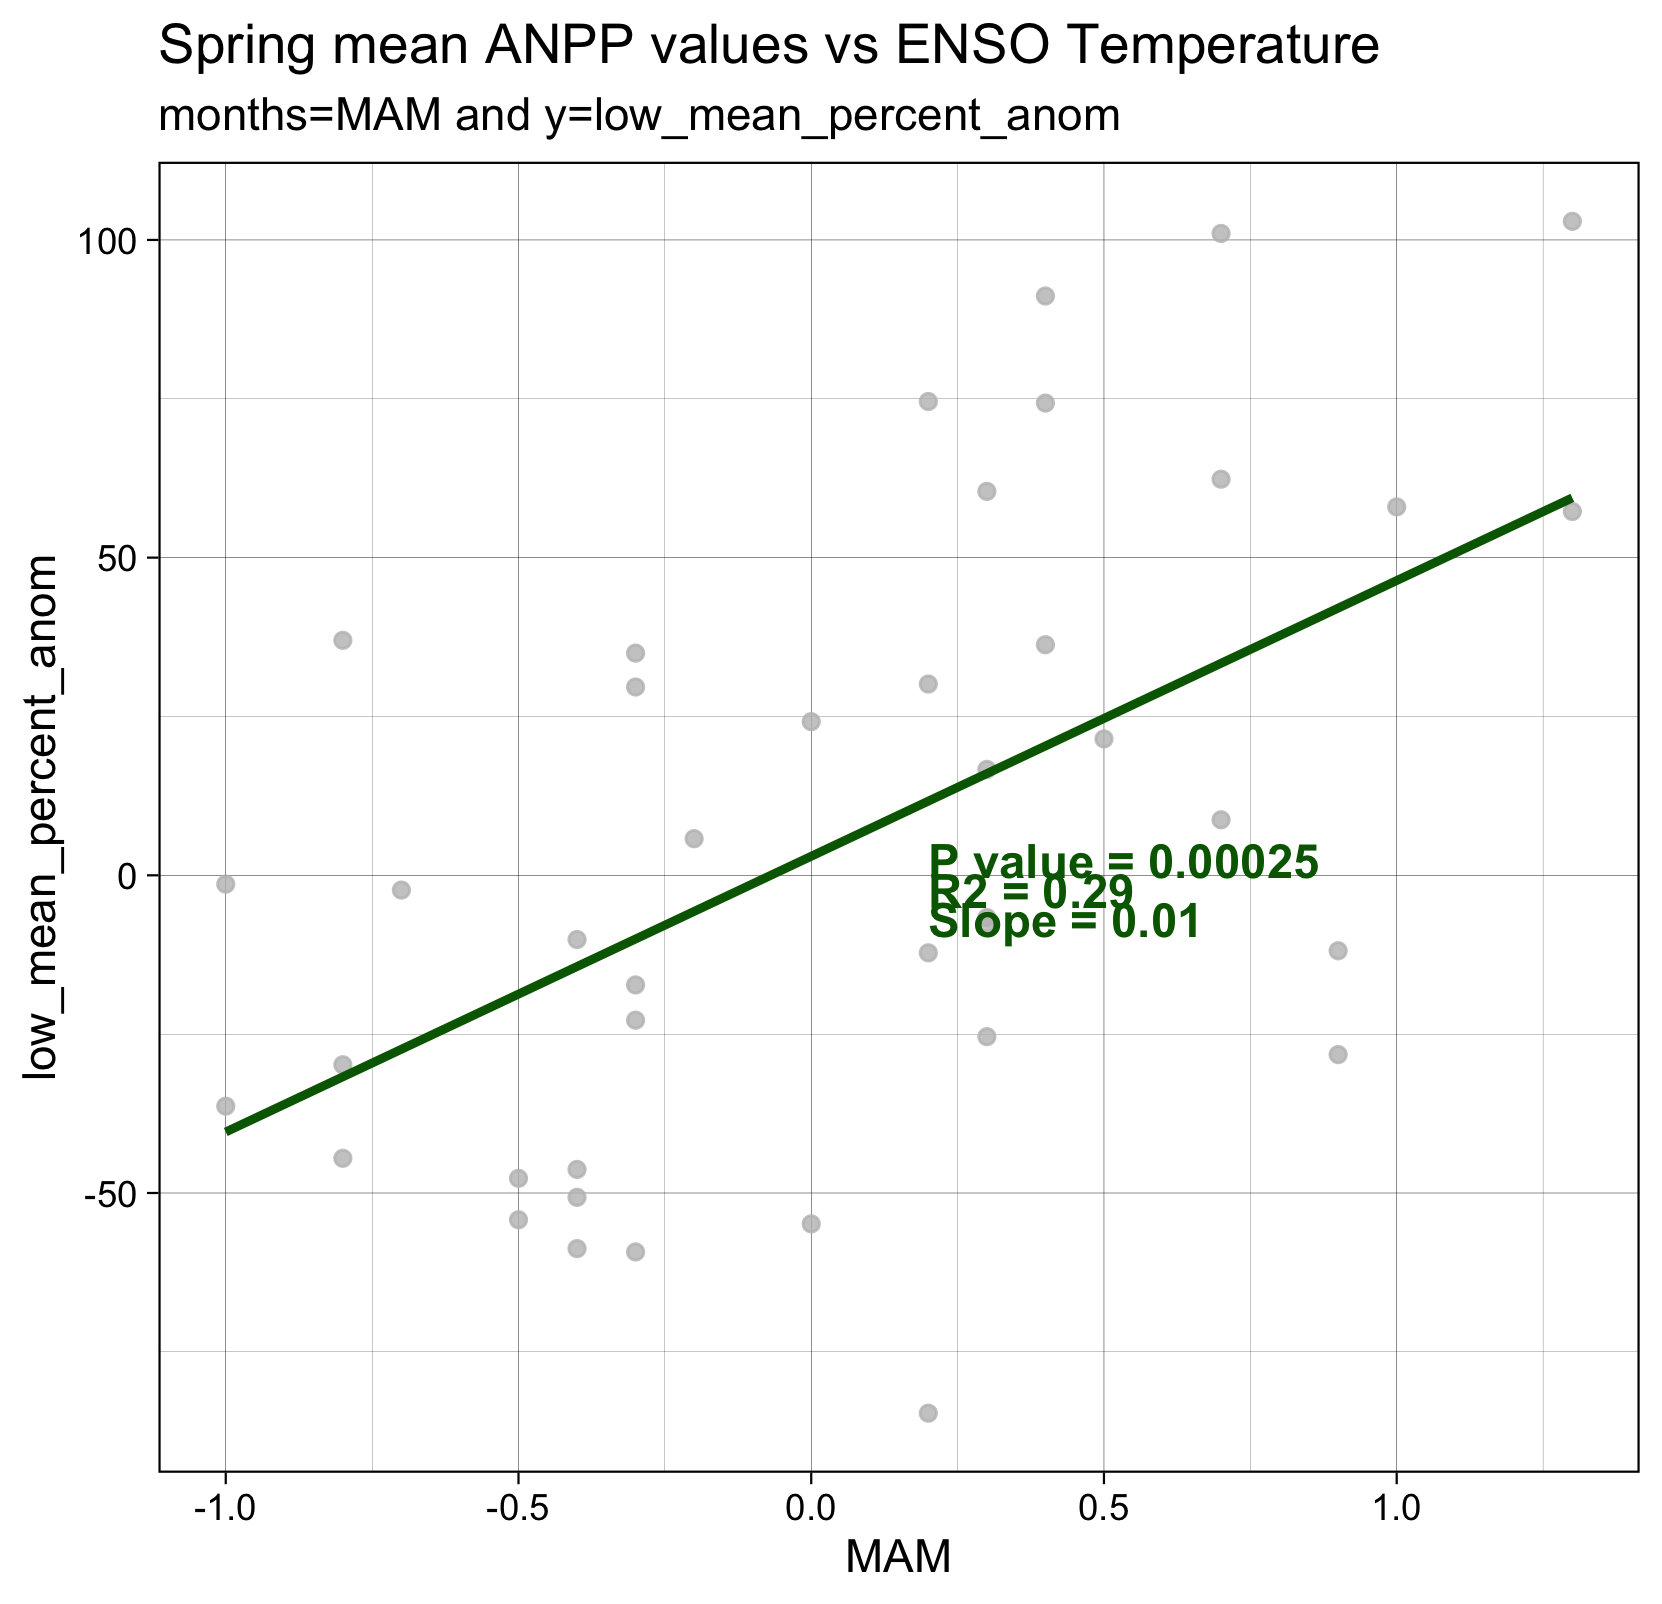 Spring mean ANPP values vs ENSO Temperature
months=MAM and y=low_mean_percent_anom
low_mean_percent_anom
100
50
0
-50
P value = 0.00025
R2 = 0.29
Slope = 0.01
-1.0
-0.5
0.0
0.5
1.0
MAM